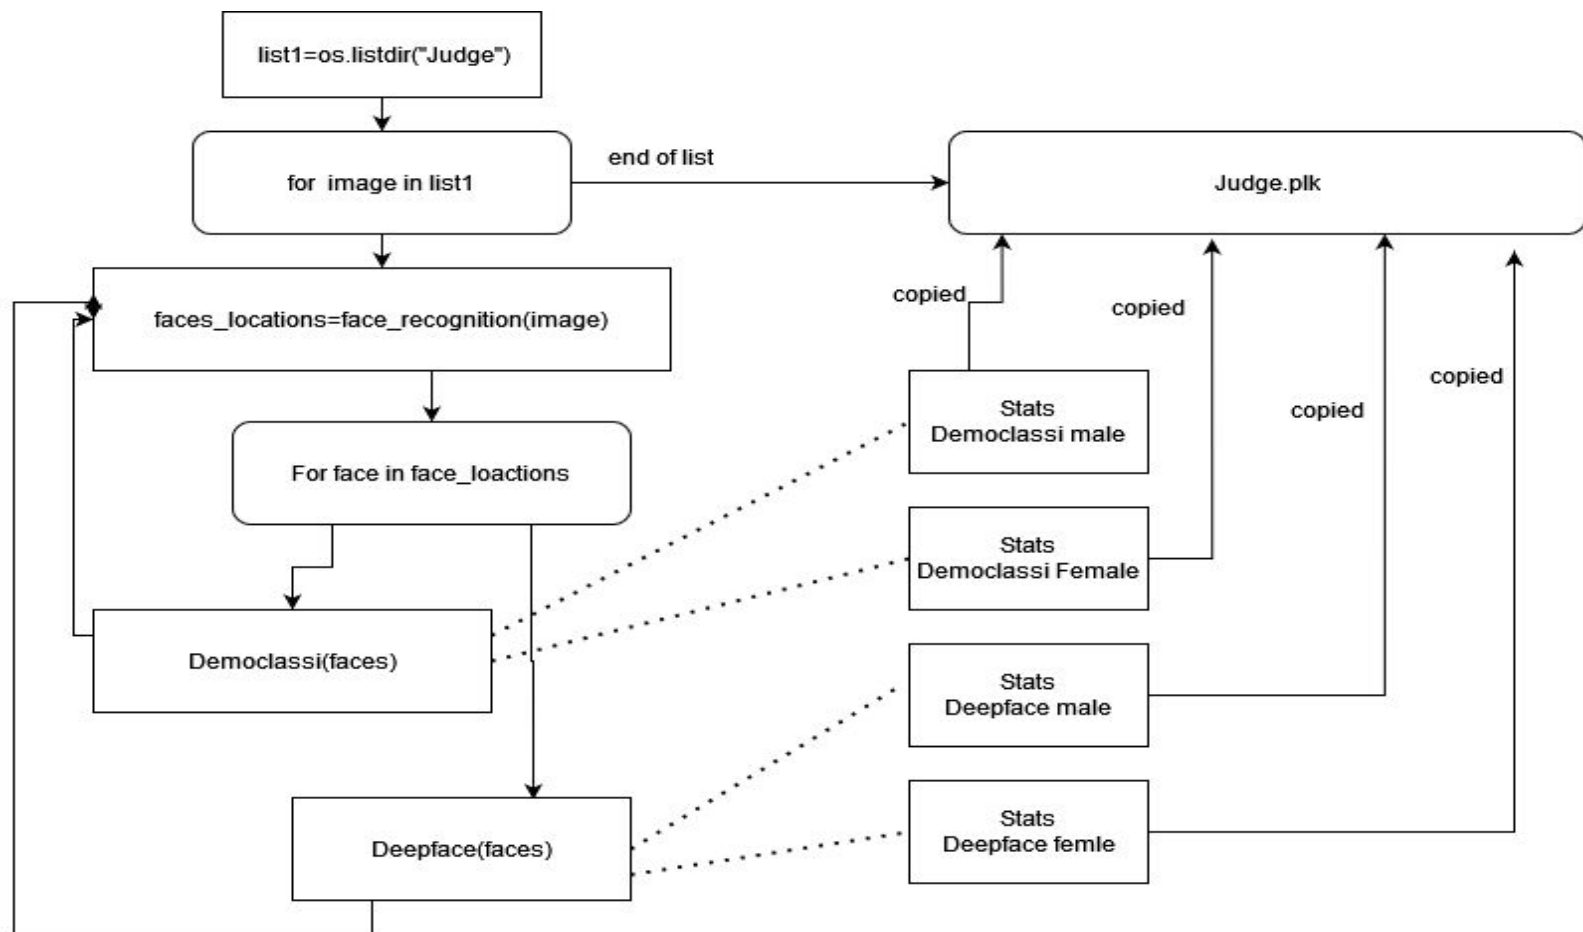 list1=os.listdir("Judge")
for  image in list1
end of list
Judge.plk
faces_locations=face_recognition(image)
copied
copied
copied
copied
Stats
Democlassi male
For face in face_loactions
Stats
Democlassi Female
Democlassi(faces)
Stats
Deepface male
Stats
Deepface femle
Deepface(faces)